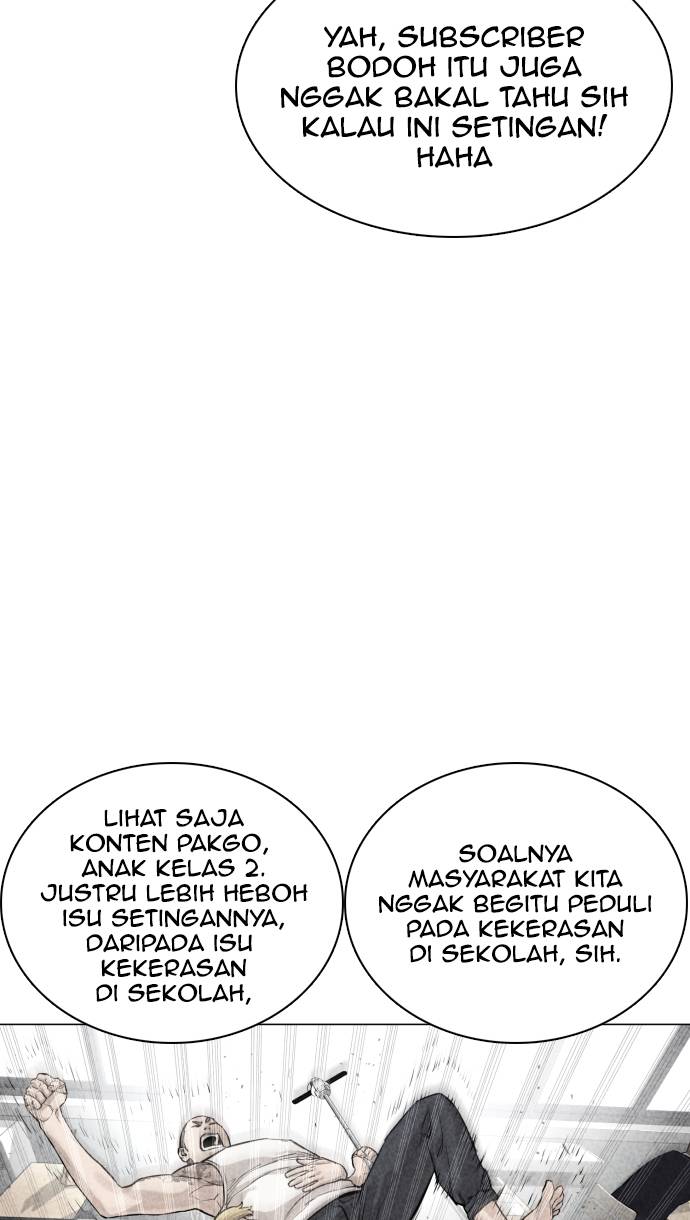 YAH, SUBSCRIBER
BODOH ITU JUGA
NGGAK BAKAL TAHU SIH
KALAU INI SETINGAN!
HAHA
LIHAT SAJA
KONTEN PAKGO,
ANAK KELAS 2.
JUSTRU LEBIH HEBOH
ISU SETINGANNYA,
DARIPADA ISU
KEKERASAN
DI SEKOLAH,
SOALNYA
MASYARAKAT KITA
NGGAK BEGITU PEDULI
PADA KEKERASAN
DI SEKOLAH, SIH.